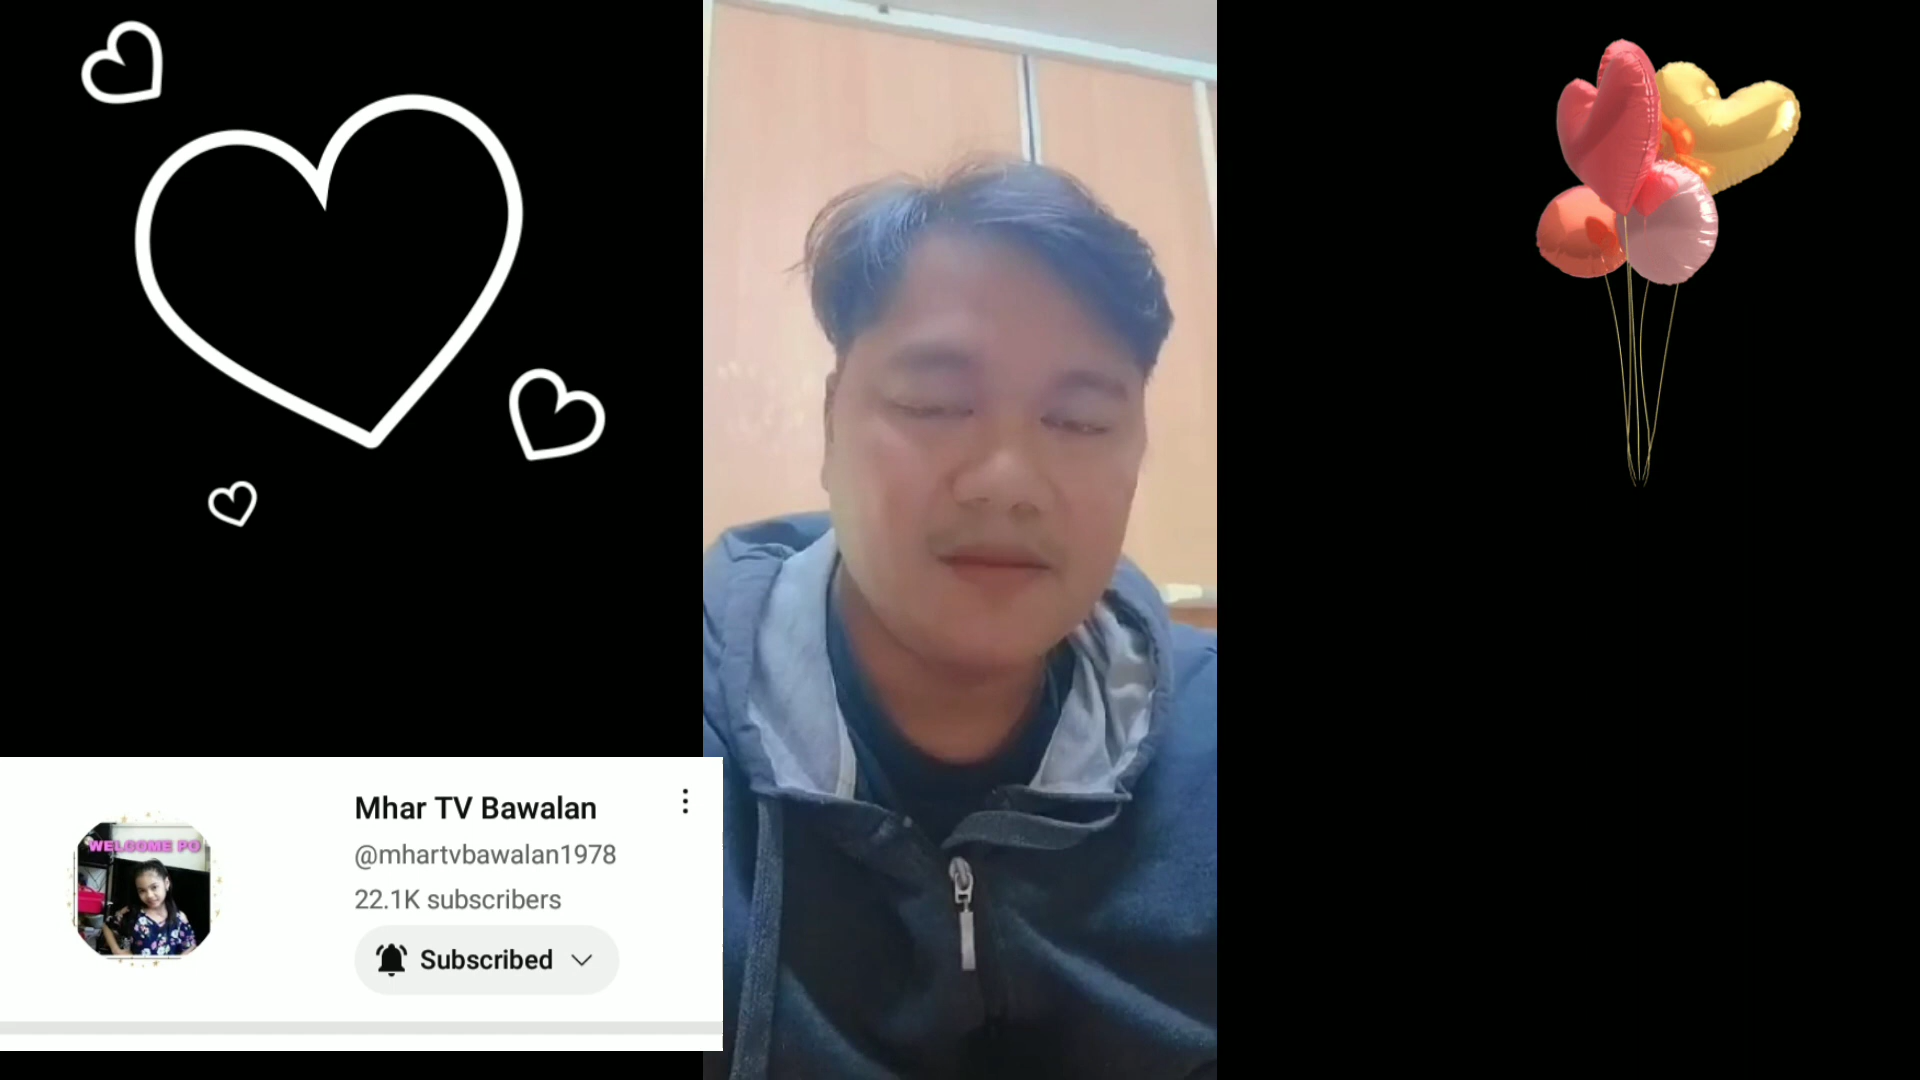 WELCOME PO
Mhar TV Bawalan
@mhartvbawalan1978
22.1K subscribers
Subscribed